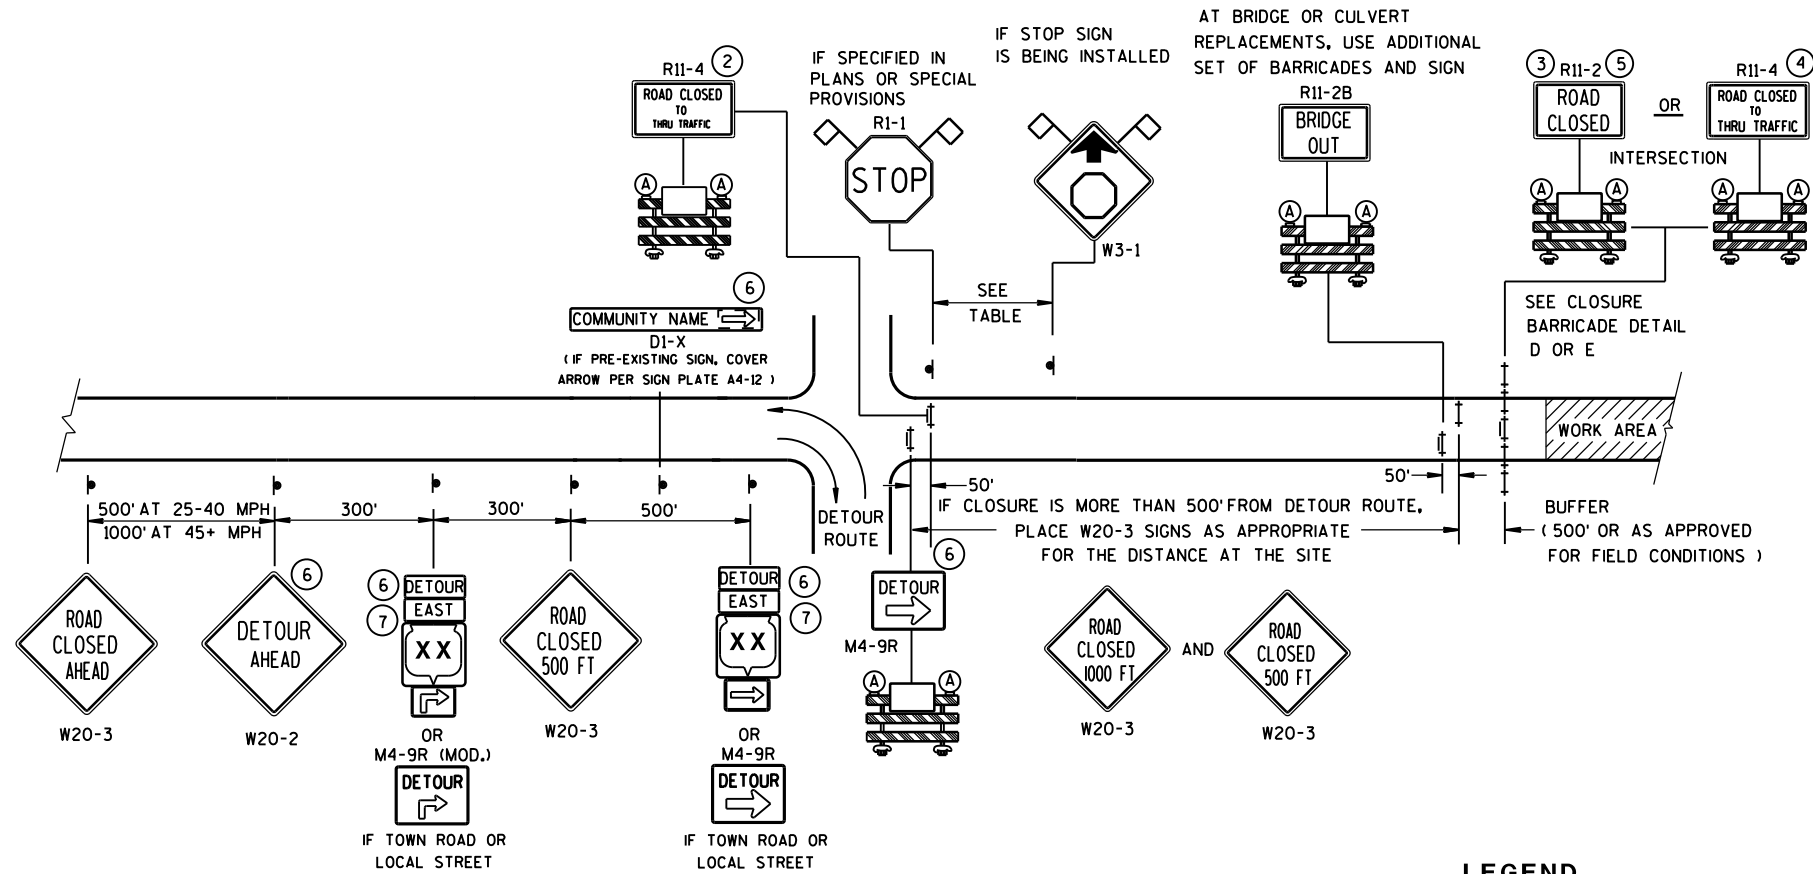 R11-4
2
ROAD CLOSED
TO
THRU TRAFFIC
A
A
IF SPECIFIED IN
PLANS OR SPECIAL
PROVISIONS
R1-1
STOP
IF STOP SIGN
IS BEING INSTALLED
W3-1
AT BRIDGE OR CULVERT
REPLACEMENTS, USE ADDITIONAL
SET OF BARRICADES AND SIGN
R11-2B
BRIDGE
OUT
A
A
3
R11-2
5
ROAD
CLOSED
OR
R11-4
4
ROAD CLOSED
TO
THRU TRAFFIC
INTERSECTION
A
A
A
A
SEE
TABLE
SEE CLOSURE
BARRICADE DETAIL
D OR E
6
COMMUNITY NAME
D1-X
(IF PRE-EXISTING SIGN, COVER
ARROW PER SIGN PLATE A4-12 )
WORK AREA
50'
50'
500' AT 25-40 MPH
1000' AT 45+ MPH
300'
300'
500'
DETOUR
ROUTE
IF CLOSURE IS MORE THAN 500' FROM DETOUR ROUTE,
PLACE W20-3 SIGNS AS APPROPRIATE
FOR THE DISTANCE AT THE SITE
BUFFER
( 500' OR AS APPROVED
FOR FIELD CONDITIONS )
ROAD
CLOSED
AHEAD
W20-3
6
DETOUR
AHEAD
W20-2
6
7
DETOUR
EAST
XX
OR
M4-9R (MOD.)
DETOUR
IF TOWN ROAD OR
LOCAL STREET
ROAD
CLOSED
500 FT
W20-3
DETOUR
EAST
XX
6
7
OR
M4-9R
DETOUR
IF TOWN ROAD OR
LOCAL STREET
6
DETOUR
M4-9R
A
A
ROAD
CLOSED
1000 FT
W20-3
AND
ROAD
CLOSED
500 FT
W20-3
LEGEND